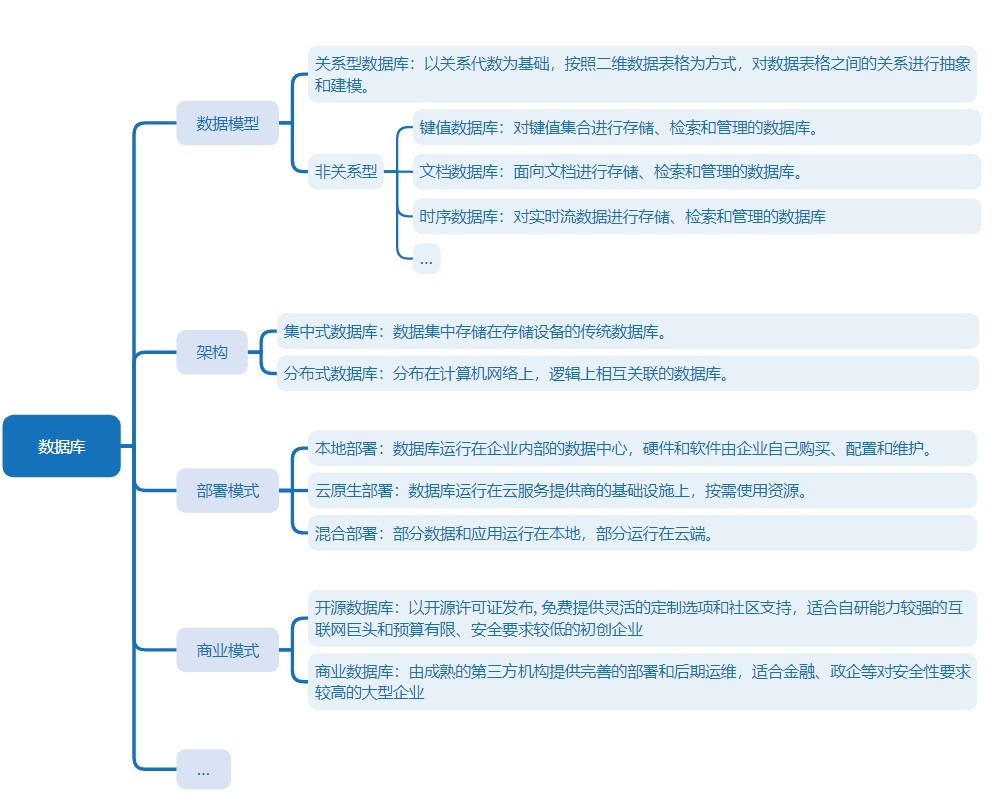 关系型数据库：以关系代数为基础，按照二维数据表格为方式，对数据表格之间的关系进行抽象
和建模。
数据模型
键值数据库：对键值集合进行存储、检索和管理的数据库。
非关系型
文档数据库：面向文档进行存储、检索和管理的数据库。
时序数据库：对实时流数据进行存储、检索和管理的数据库
...
集中式数据库：数据集中存储在存储设备的传统数据库。
架构
分布式数据库：分布在计算机网络上，逻辑上相互关联的数据库。
数据库
本地部署：数据库运行在企业内部的数据中心，硬件和软件由企业自己购买、配置和维护。
部署模式
云原生部署：数据库运行在云服务提供商的基础设施上，按需使用资源。
混合部署：部分数据和应用运行在本地，部分运行在云端。
开源数据库：以开源许可证发布, 免费提供灵活的定制选项和社区支持，适合自研能力较强的互
联网巨头和预算有限、安全要求较低的初创企业
商业模式
商业数据库：由成熟的第三方机构提供完善的部署和后期运维，适合金融、政企等对安全性要求
较高的大型企业
...